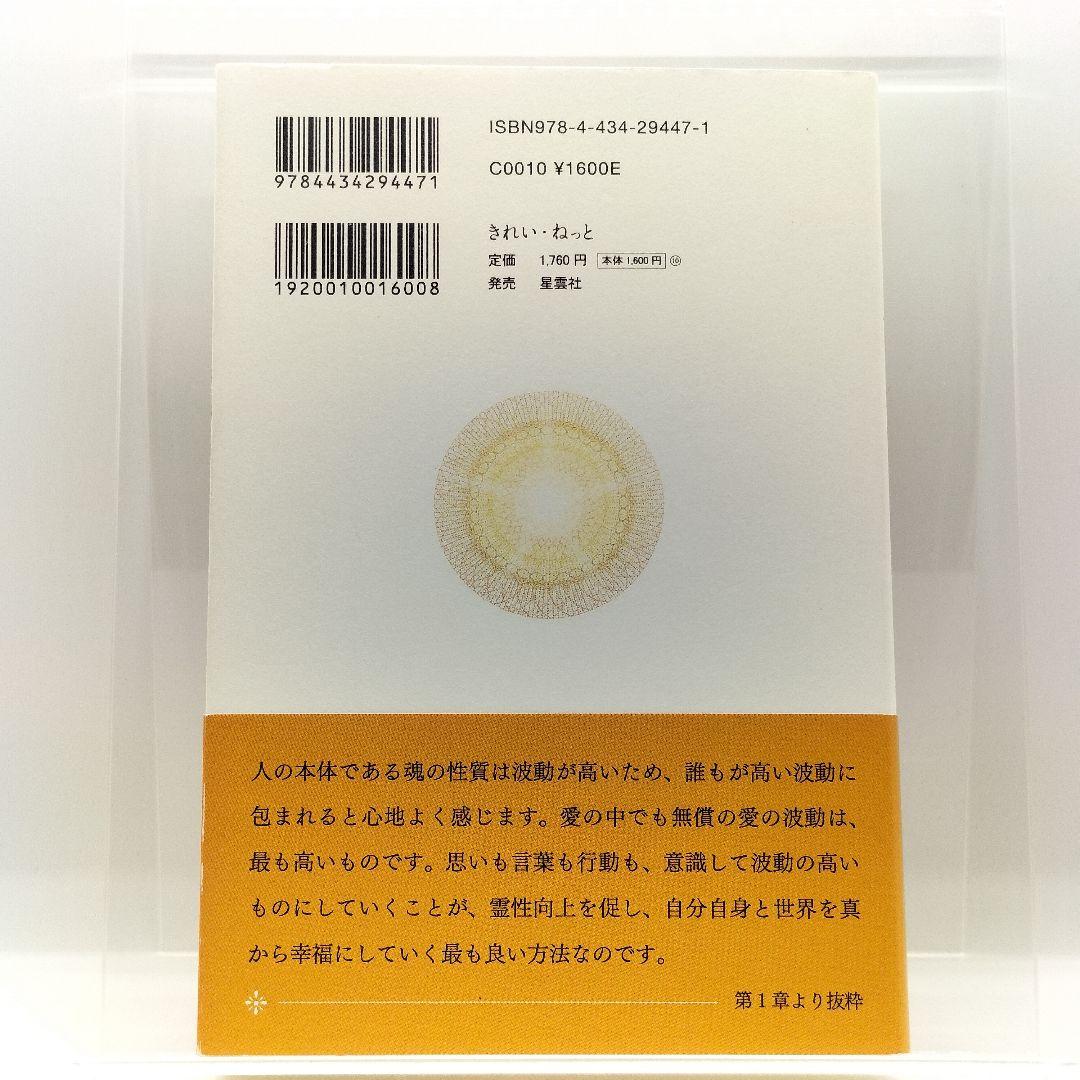 ISBN978-4-434-29447-1
9784434294471
C0010 ¥1600E
きれい・ねっと
定価 1,760円 本体 1,600円 ⑩
発売 星雲社
1920010016008
人の本体である魂の性質は波動が高いため、誰もが高い波動に
包まれると心地よく感じます。愛の中でも無償の愛の波動は、
最も高いものです。思いも言葉も行動も、意識して波動の高い
ものにしていくことが、霊性向上を促し、自分自身と世界を真
から幸福にしていく最も良い方法なのです。
第1章より抜粋